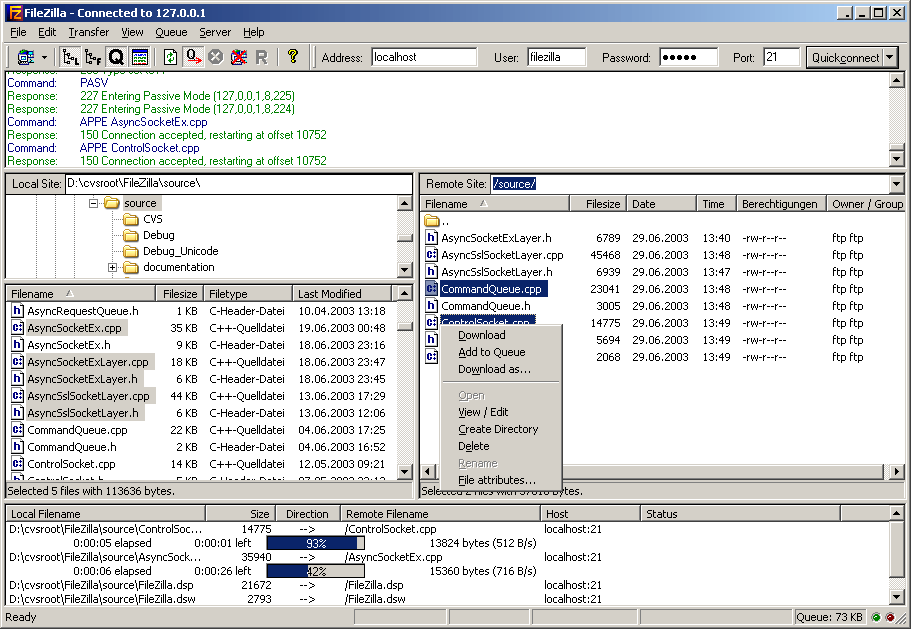 FileZilla - Connected to 127.0.0.1
File Edit Transfer View Queue Server Help
Address: localhost User: filezilla Password: ●●●●● Port: 21 Quickconnect
Command: PASV
Response: 227 Entering Passive Mode (127,0,0,1,8,225)
Response: 227 Entering Passive Mode (127,0,0,1,8,224)
Command: APPE AsyncSocketEx.cpp
Response: 150 Connection accepted, restarting at offset 10752
Command: APPE ControlSocket.cpp
Response: 150 Connection accepted, restarting at offset 10752
Local Site: D:\cvsroot\FileZilla\source\
source
CVS
Debug
Debug_Unicode
documentation
Filename Filesize Filetype Last Modified
AsyncRequestQueue.h 1 KB C-Header-Datei 10.04.2003 13:18
AsyncSocketEx.cpp 35 KB C++-Quelldatei 19.06.2003 00:48
AsyncSocketEx.h 9 KB C-Header-Datei 18.06.2003 23:16
AsyncSocketExLayer.cpp 18 KB C++-Quelldatei 18.06.2003 23:47
AsyncSocketExLayer.h 6 KB C-Header-Datei 18.06.2003 23:45
AsyncSslSocketLayer.cpp 44 KB C++-Quelldatei 13.06.2003 17:29
AsyncSslSocketLayer.h 6 KB C-Header-Datei 13.06.2003 12:06
CommandQueue.cpp 22 KB C++-Quelldatei 04.06.2003 17:25
CommandQueue.h 2 KB C-Header-Datei 04.06.2003 16:52
ControlSocket.cpp 14 KB C++-Quelldatei 12.05.2003 09:21
Selected 5 files with 113636 bytes.
Remote Site: /source/
Filename Filesize Date Time Berechtigungen Owner / Group
..
AsyncSocketExLayer.h 6789 29.06.2003 13:40 -rw-r--r-- ftp ftp
AsyncSslSocketLayer.cpp 45468 29.06.2003 13:48 -rw-r--r-- ftp ftp
AsyncSslSocketLayer.h 6939 29.06.2003 13:47 -rw-r--r-- ftp ftp
CommandQueue.cpp 23041 29.06.2003 13:48 -rw-r--r-- ftp ftp
CommandQueue.h 3005 29.06.2003 13:48 -rw-r--r-- ftp ftp
ControlSocket.cpp 14775 29.06.2003 13:49 -rw-r--r-- ftp ftp
5694 29.06.2003 13:49 -rw-r--r-- ftp ftp
2068 29.06.2003 13:49 -rw-r--r-- ftp ftp
Download
Add to Queue
Download as...
Open
View / Edit
Create Directory
Delete
Rename
File attributes...
Selected 2 files with 37816 bytes.
Local Filename Size Direction Remote Filename Host Status
D:\cvsroot\FileZilla\source\ControlSoc... 14775 --> /ControlSocket.cpp localhost:21
0:00:05 elapsed 0:00:01 left 93% 13824 bytes (512 B/s)
D:\cvsroot\FileZilla\source\AsyncSock... 35940 --> /AsyncSocketEx.cpp localhost:21
0:00:06 elapsed 0:00:26 left 42% 15360 bytes (716 B/s)
D:\cvsroot\FileZilla\source\FileZilla.dsp 21672 --> /FileZilla.dsp localhost:21
D:\cvsroot\FileZilla\source\FileZilla.dsw 2793 --> /FileZilla.dsw localhost:21
Ready Queue: 73 KB